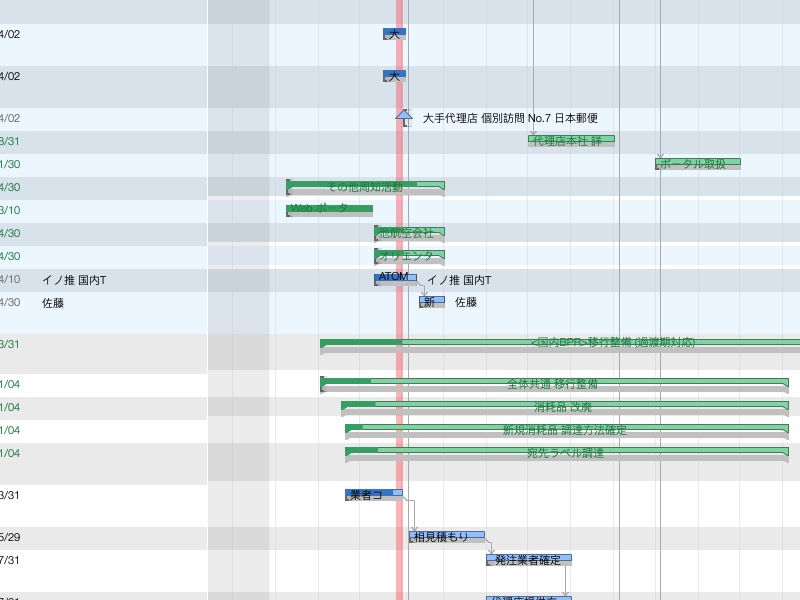 4/02
大
4/02
大
4/02
大手代理店 個別訪問 No.7 日本郵便
3/31
代理店本社 詳
1/30
ポータル取扱
4/30
その他周知活動
3/10
Web ポータ
4/30
他航空会社
4/30
オリエンタ
4/10 イノ推 国内T
ATOM イノ推 国内T
4/30 佐藤
新 佐藤
3/31
<国内BPR>移行整備 (過渡期対応)
1/04
全体共通 移行整備
1/04
消耗品 改廃
1/04
新規消耗品 調達方法確定
1/04
宛先ラベル調達
3/31
業者コ
5/29
相見積もり
7/31
発注業者確定